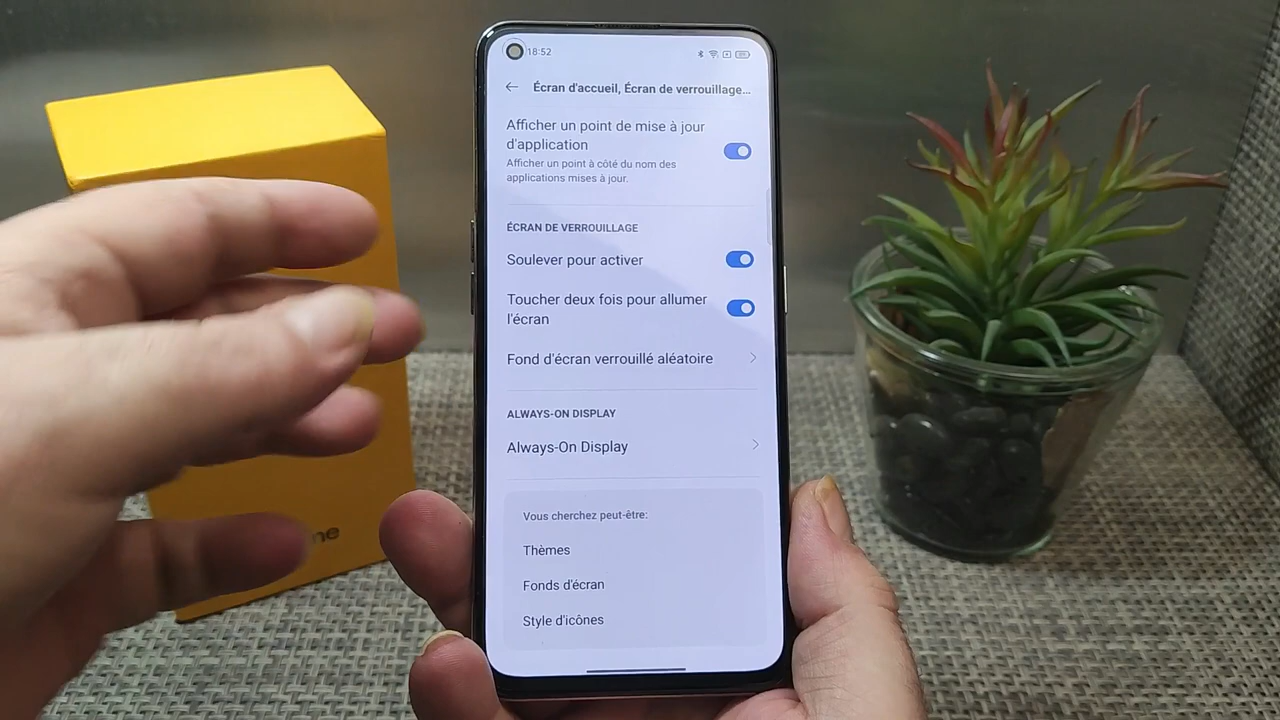 18:52
Écran d'accueil, Écran de verrouillage...
Afficher un point de mise à jour
d'application
Afficher un point à côté du nom des
applications mises à jour.
ÉCRAN DE VERROUILLAGE
Soulever pour activer
Toucher deux fois pour allumer
l'écran
Fond d'écran verrouillé aléatoire
ALWAYS-ON DISPLAY
Always-On Display
Vous cherchez peut-être:
Thèmes
Fonds d'écran
Style d'icônes